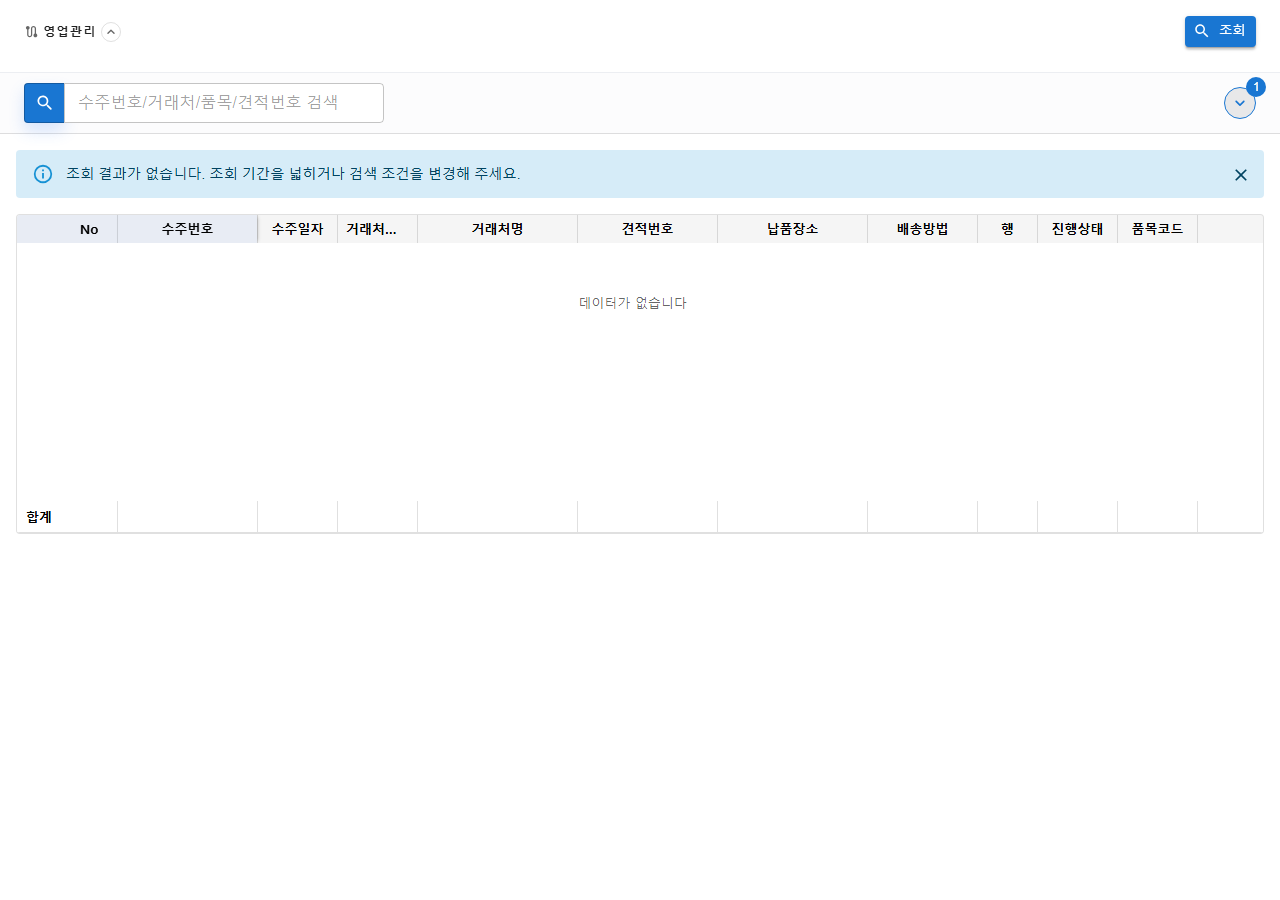 영업관리
조회
수주번호/거래처/품목/견적번호 검색
1
조회 결과가 없습니다. 조회 기간을 넓히거나 검색 조건을 변경해 주세요.
No 수주번호 수주일자 거래처... 거래처명 견적번호 납품장소 배송방법 행 진행상태 품목코드
데이터가 없습니다
합계